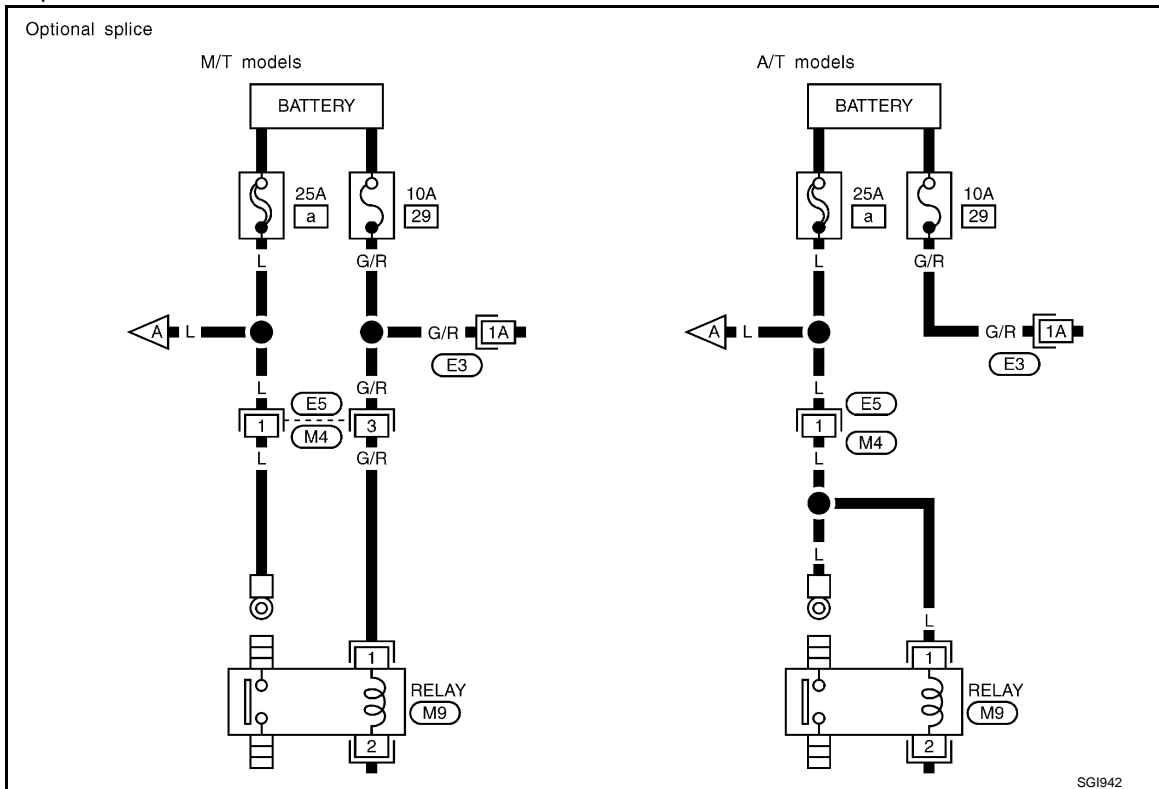 Optional splice
M/T models
BATTERY
25A
a
10A
29
L
G/R
A
L
G/R
1A
E3
L
G/R
E5
1
3
M4
L
G/R
1
RELAY
M9
2
A/T models
BATTERY
25A
a
10A
29
L
G/R
A
L
G/R
1A
E3
L
E5
1
M4
L
L
L
1
RELAY
M9
2
SGI942